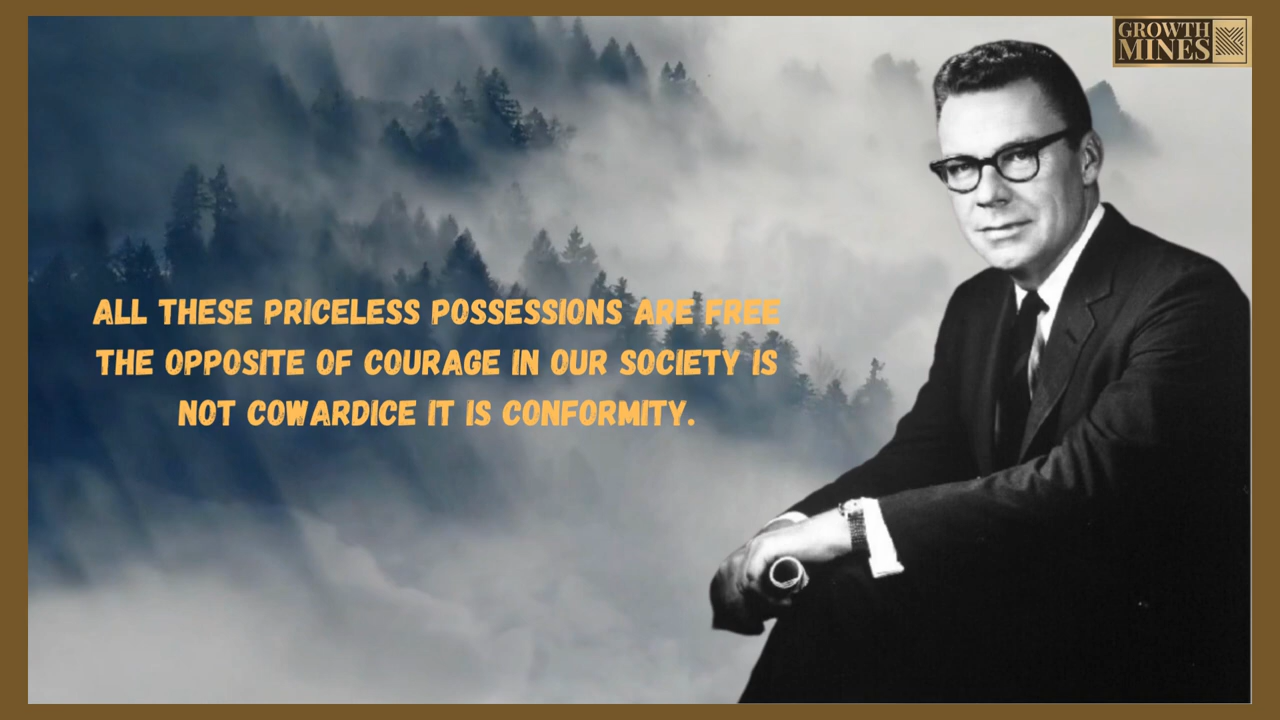 GROWTH
MINES
ALL THESE PRICELESS POSSESSIONS ARE FREE
THE OPPOSITE OF COURAGE IN OUR SOCIETY IS
NOT COWARDICE IT IS CONFORMITY.